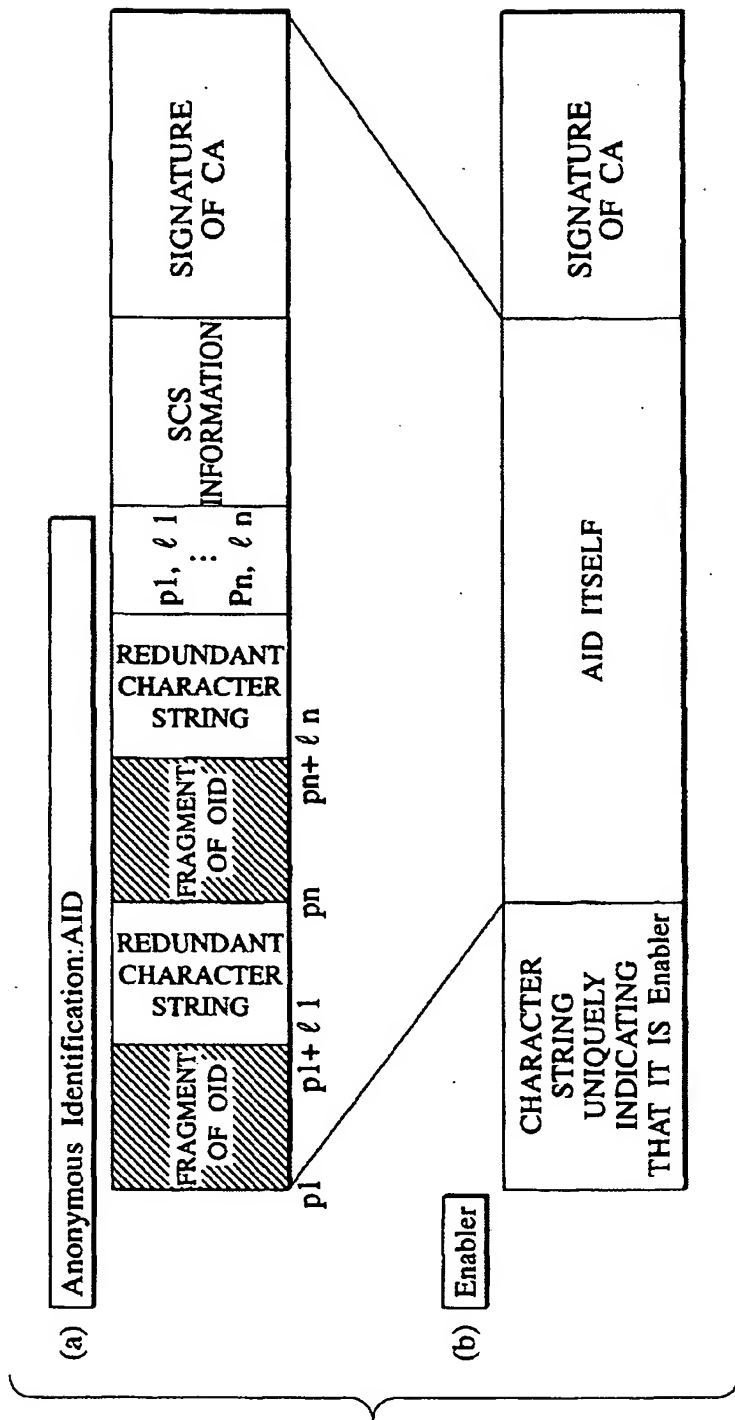 (a) Anonymous Identification:AID
FRAGMENT
OF OID
REDUNDANT
CHARACTER
STRING
FRAGMENT
OF OID
REDUNDANT
CHARACTER
STRING
p1, ℓ 1
⋮
Pn, ℓ n
SCS
INFORMATION
SIGNATURE
OF CA
p1
p1+ ℓ 1
pn
pn+ ℓ n
(b) Enabler
CHARACTER
STRING
UNIQUELY
INDICATING
THAT IT IS Enabler
AID ITSELF
SIGNATURE
OF CA